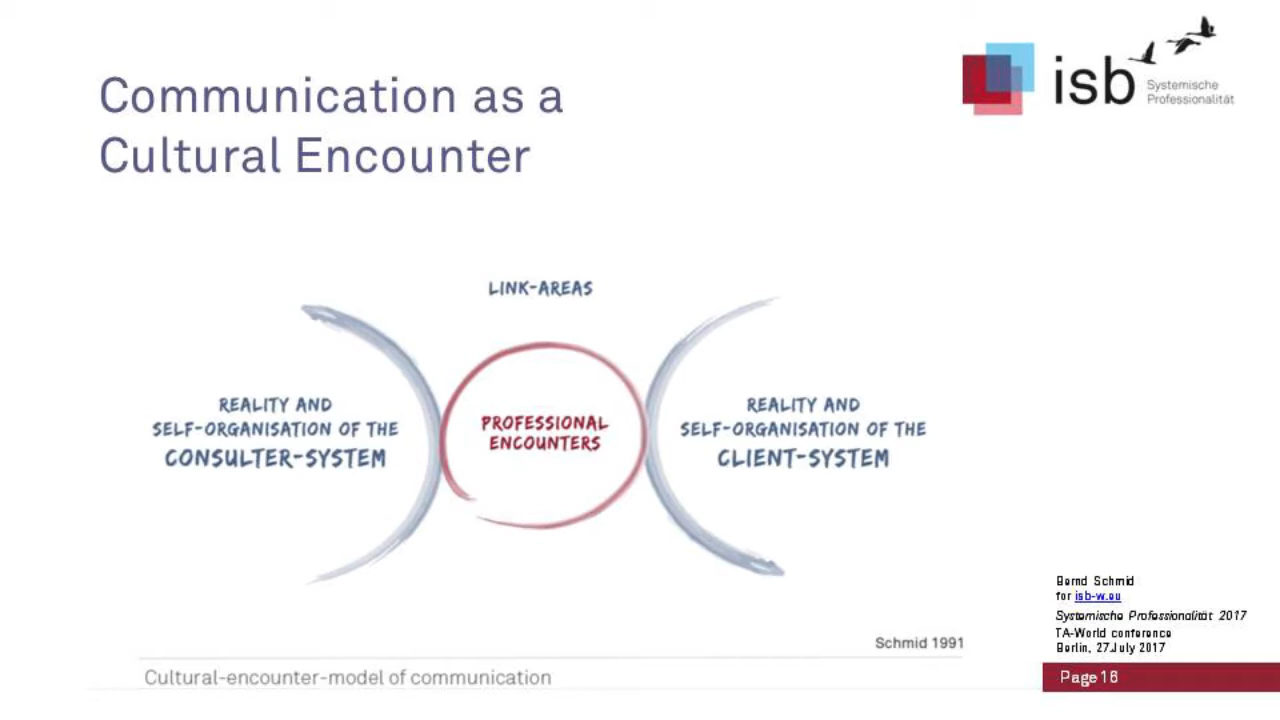 Communication as a
Cultural Encounter
isb
Systemische
Professionalität
LINK-AREAS
REALITY AND
SELF-ORGANISATION OF THE
CONSULTER-SYSTEM
PROFESSIONAL
ENCOUNTERS
REALITY AND
SELF-ORGANISATION OF THE
CLIENT-SYSTEM
Schmid 1991
Cultural-encounter-model of communication
Bernd Schmid
for isb-w.eu
Systemische Professionalität 2017
TA-World conference
Berlin, 27.July 2017
Page 16